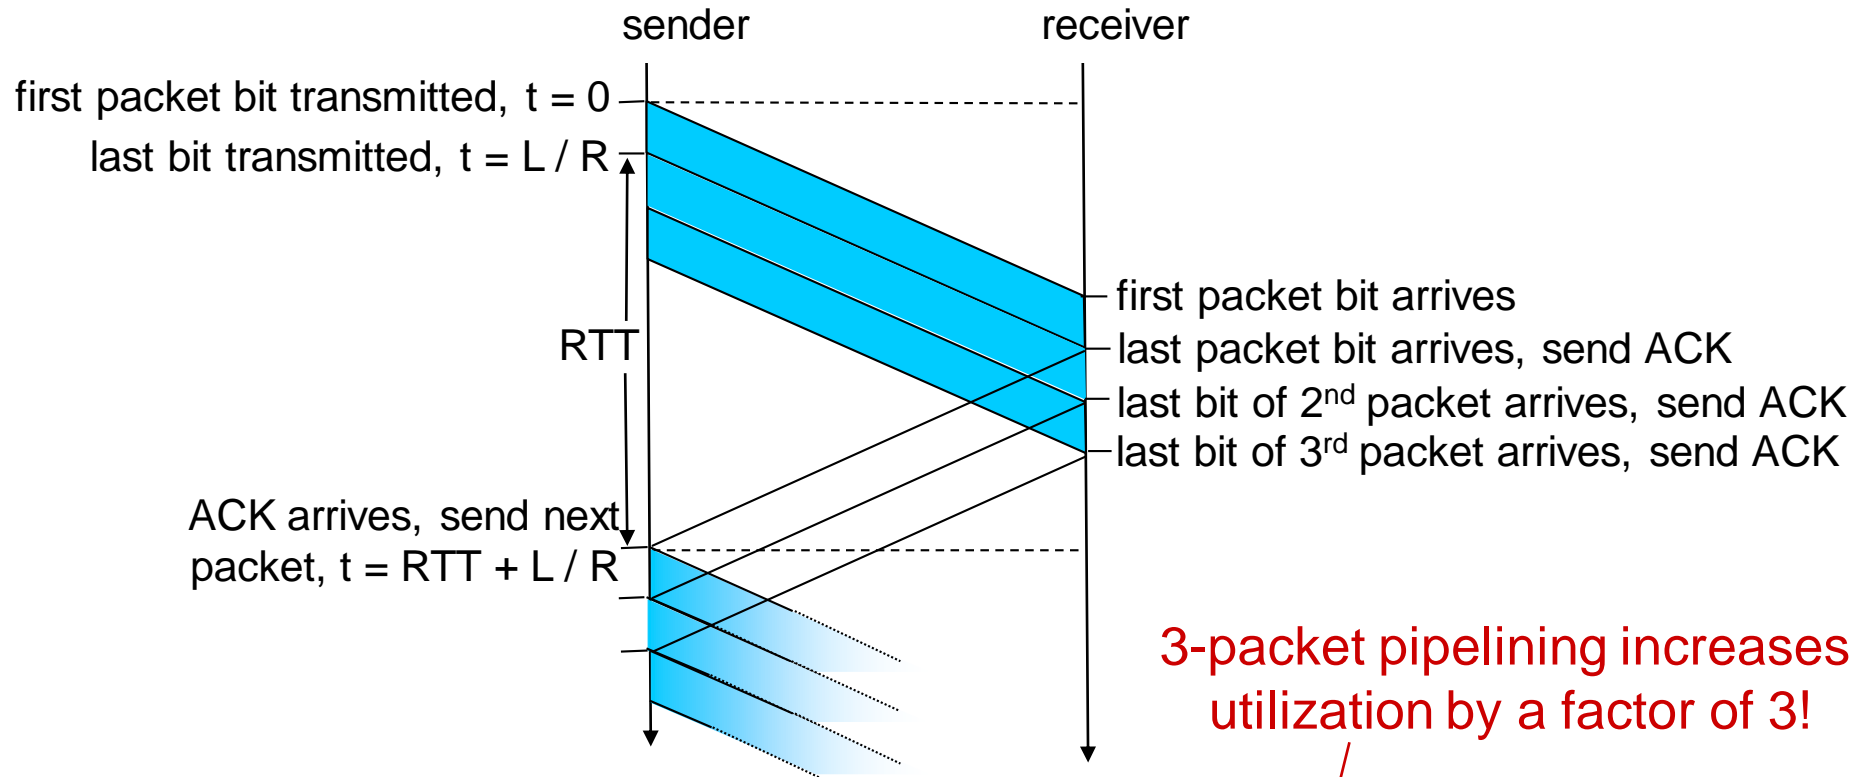 sender
receiver
first packet bit transmitted, t = 0
last bit transmitted, t = L / R
first packet bit arrives
RTT
last packet bit arrives, send ACK
last bit of 2nd packet arrives, send ACK
last bit of 3rd packet arrives, send ACK
ACK arrives, send next
packet, t = RTT + L / R
3-packet pipelining increases
utilization by a factor of 3!